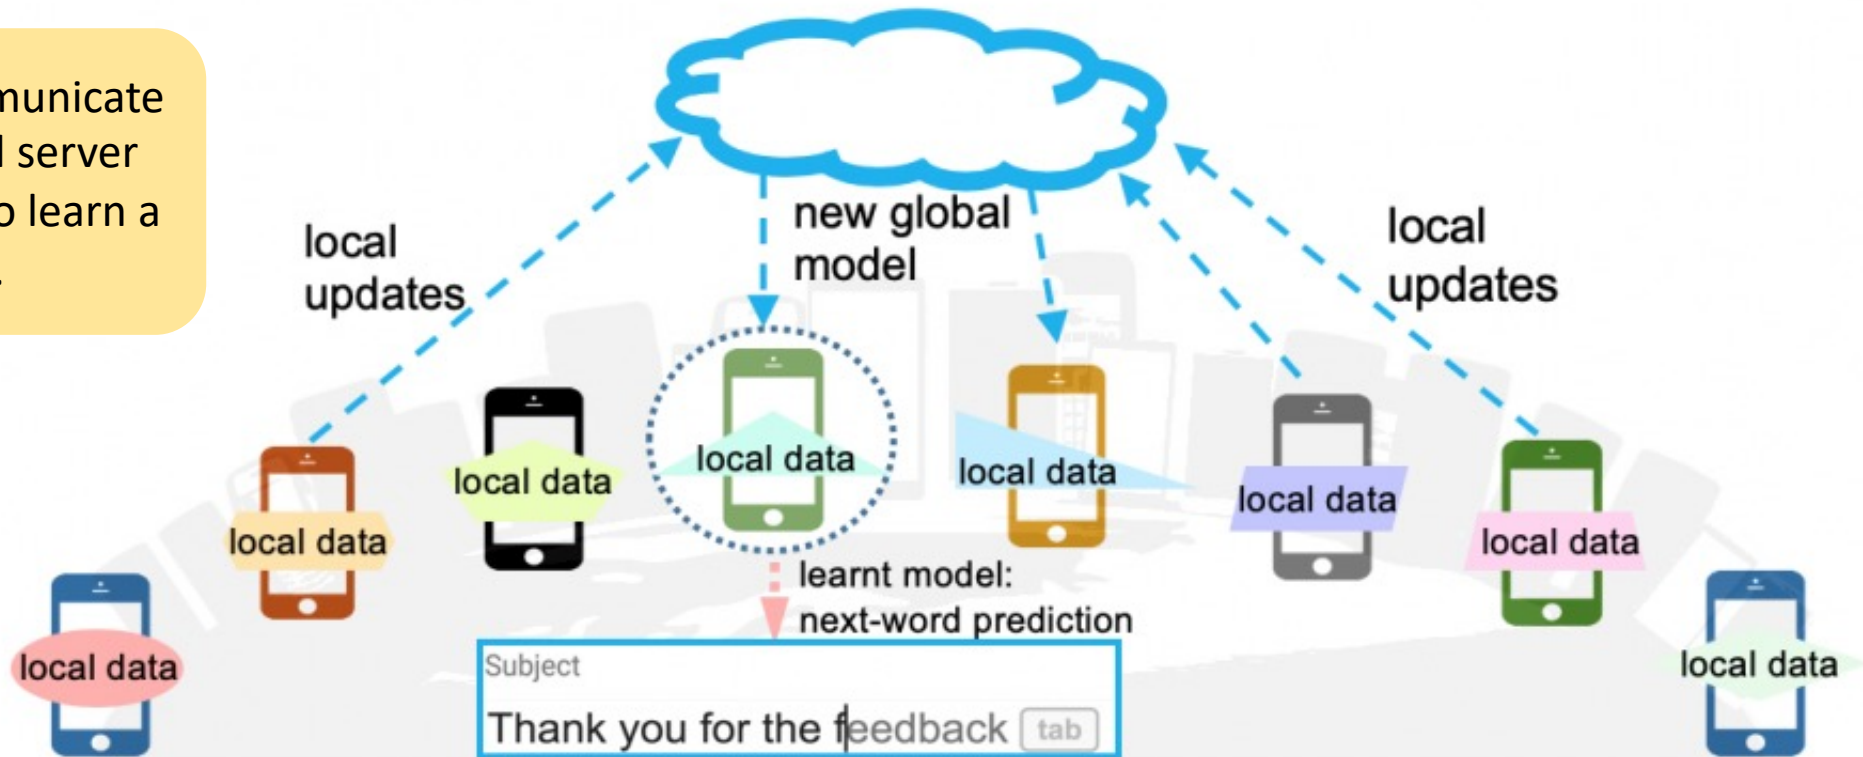 municate
server
o learn a
local
updates
new global
model
local
updates
local data
local data
local data
local data
local data
local data
local data
local data
learnt model:
next-word prediction
Subject
Thank you for the feedback tab